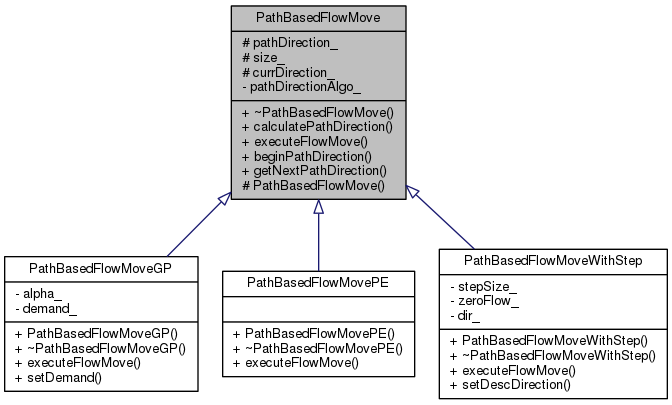 PathBasedFlowMove
# pathDirection_
# size_
# currDirection_
- pathDirectionAlgo_
+ ~PathBasedFlowMove()
+ calculatePathDirection()
+ executeFlowMove()
+ beginPathDirection()
+ getNextPathDirection()
# PathBasedFlowMove()
PathBasedFlowMoveGP
- alpha_
- demand_
+ PathBasedFlowMoveGP()
+ ~PathBasedFlowMoveGP()
+ executeFlowMove()
+ setDemand()
PathBasedFlowMovePE
+ PathBasedFlowMovePE()
+ ~PathBasedFlowMovePE()
+ executeFlowMove()
PathBasedFlowMoveWithStep
- stepSize_
- zeroFlow_
- dir_
+ PathBasedFlowMoveWithStep()
+ ~PathBasedFlowMoveWithStep()
+ executeFlowMove()
+ setDescDirection()